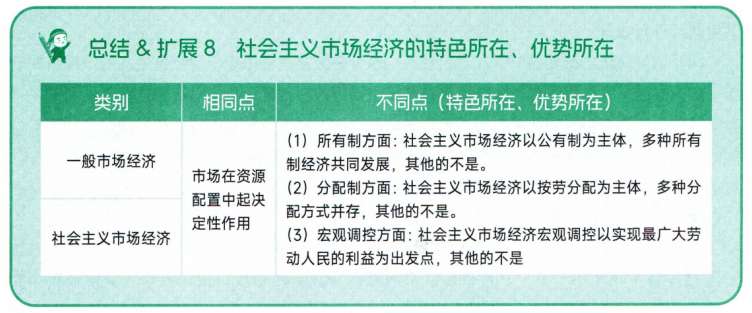 总结 & 扩展 8 社会主义市场经济的特色所在、优势所在
类别
相同点
不同点（特色所在、优势所在）
一般市场经济
社会主义市场经济
市场在资源
配置中起决
定性作用
（1）所有制方面：社会主义市场经济以公有制为主体，多种所有
制经济共同发展，其他的不是。
（2）分配制方面：社会主义市场经济以按劳分配为主体，多种分
配方式并存，其他的不是。
（3）宏观调控方面：社会主义市场经济宏观调控以实现最广大劳
动人民的利益为出发点，其他的不是